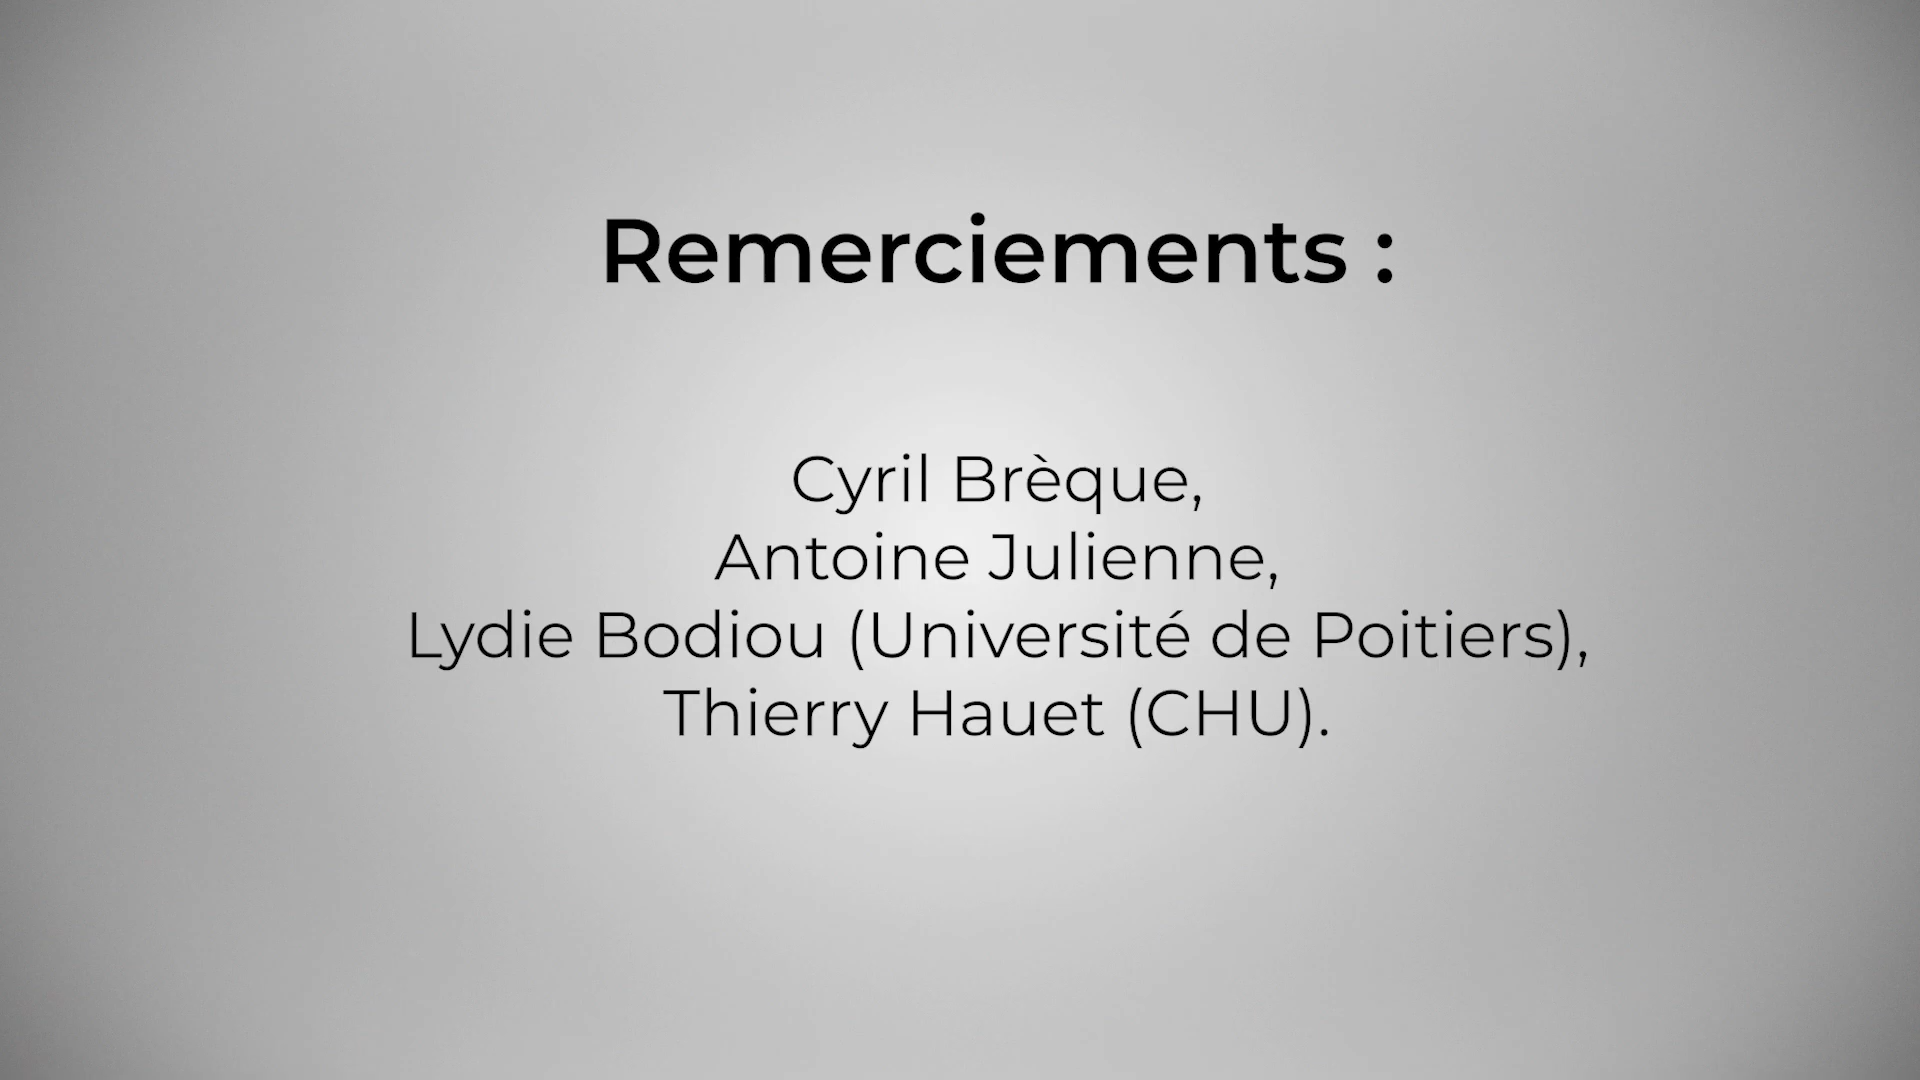 Remerciements :
Cyril Brèque,
Antoine Julienne,
Lydie Bodiou (Université de Poitiers),
Thierry Hauet (CHU).